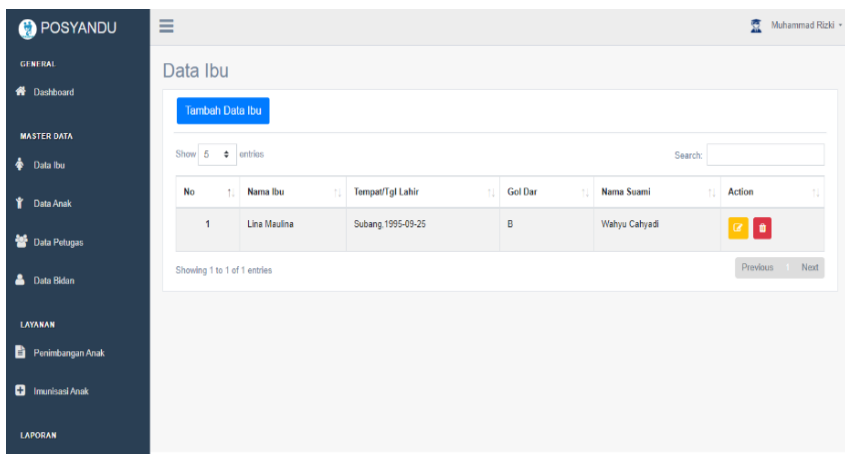 POSYANDU
Muhammad Rizki
GENERAL
Dashboard
MASTER DATA
Data Ibu
Data Anak
Data Petugas
Data Bidan
LAYANAN
Penimbangan Anak
Imunisasi Anak
LAPORAN
Data Ibu
Tambah Data Ibu
Show 5 entries
Search:
No Nama Ibu Tempat/Tgl Lahir Gol Dar Nama Suami Action
1 Lina Maulina Subang,1995-09-25 B Wahyu Cahyadi
Showing 1 to 1 of 1 entries
Previous 1 Next